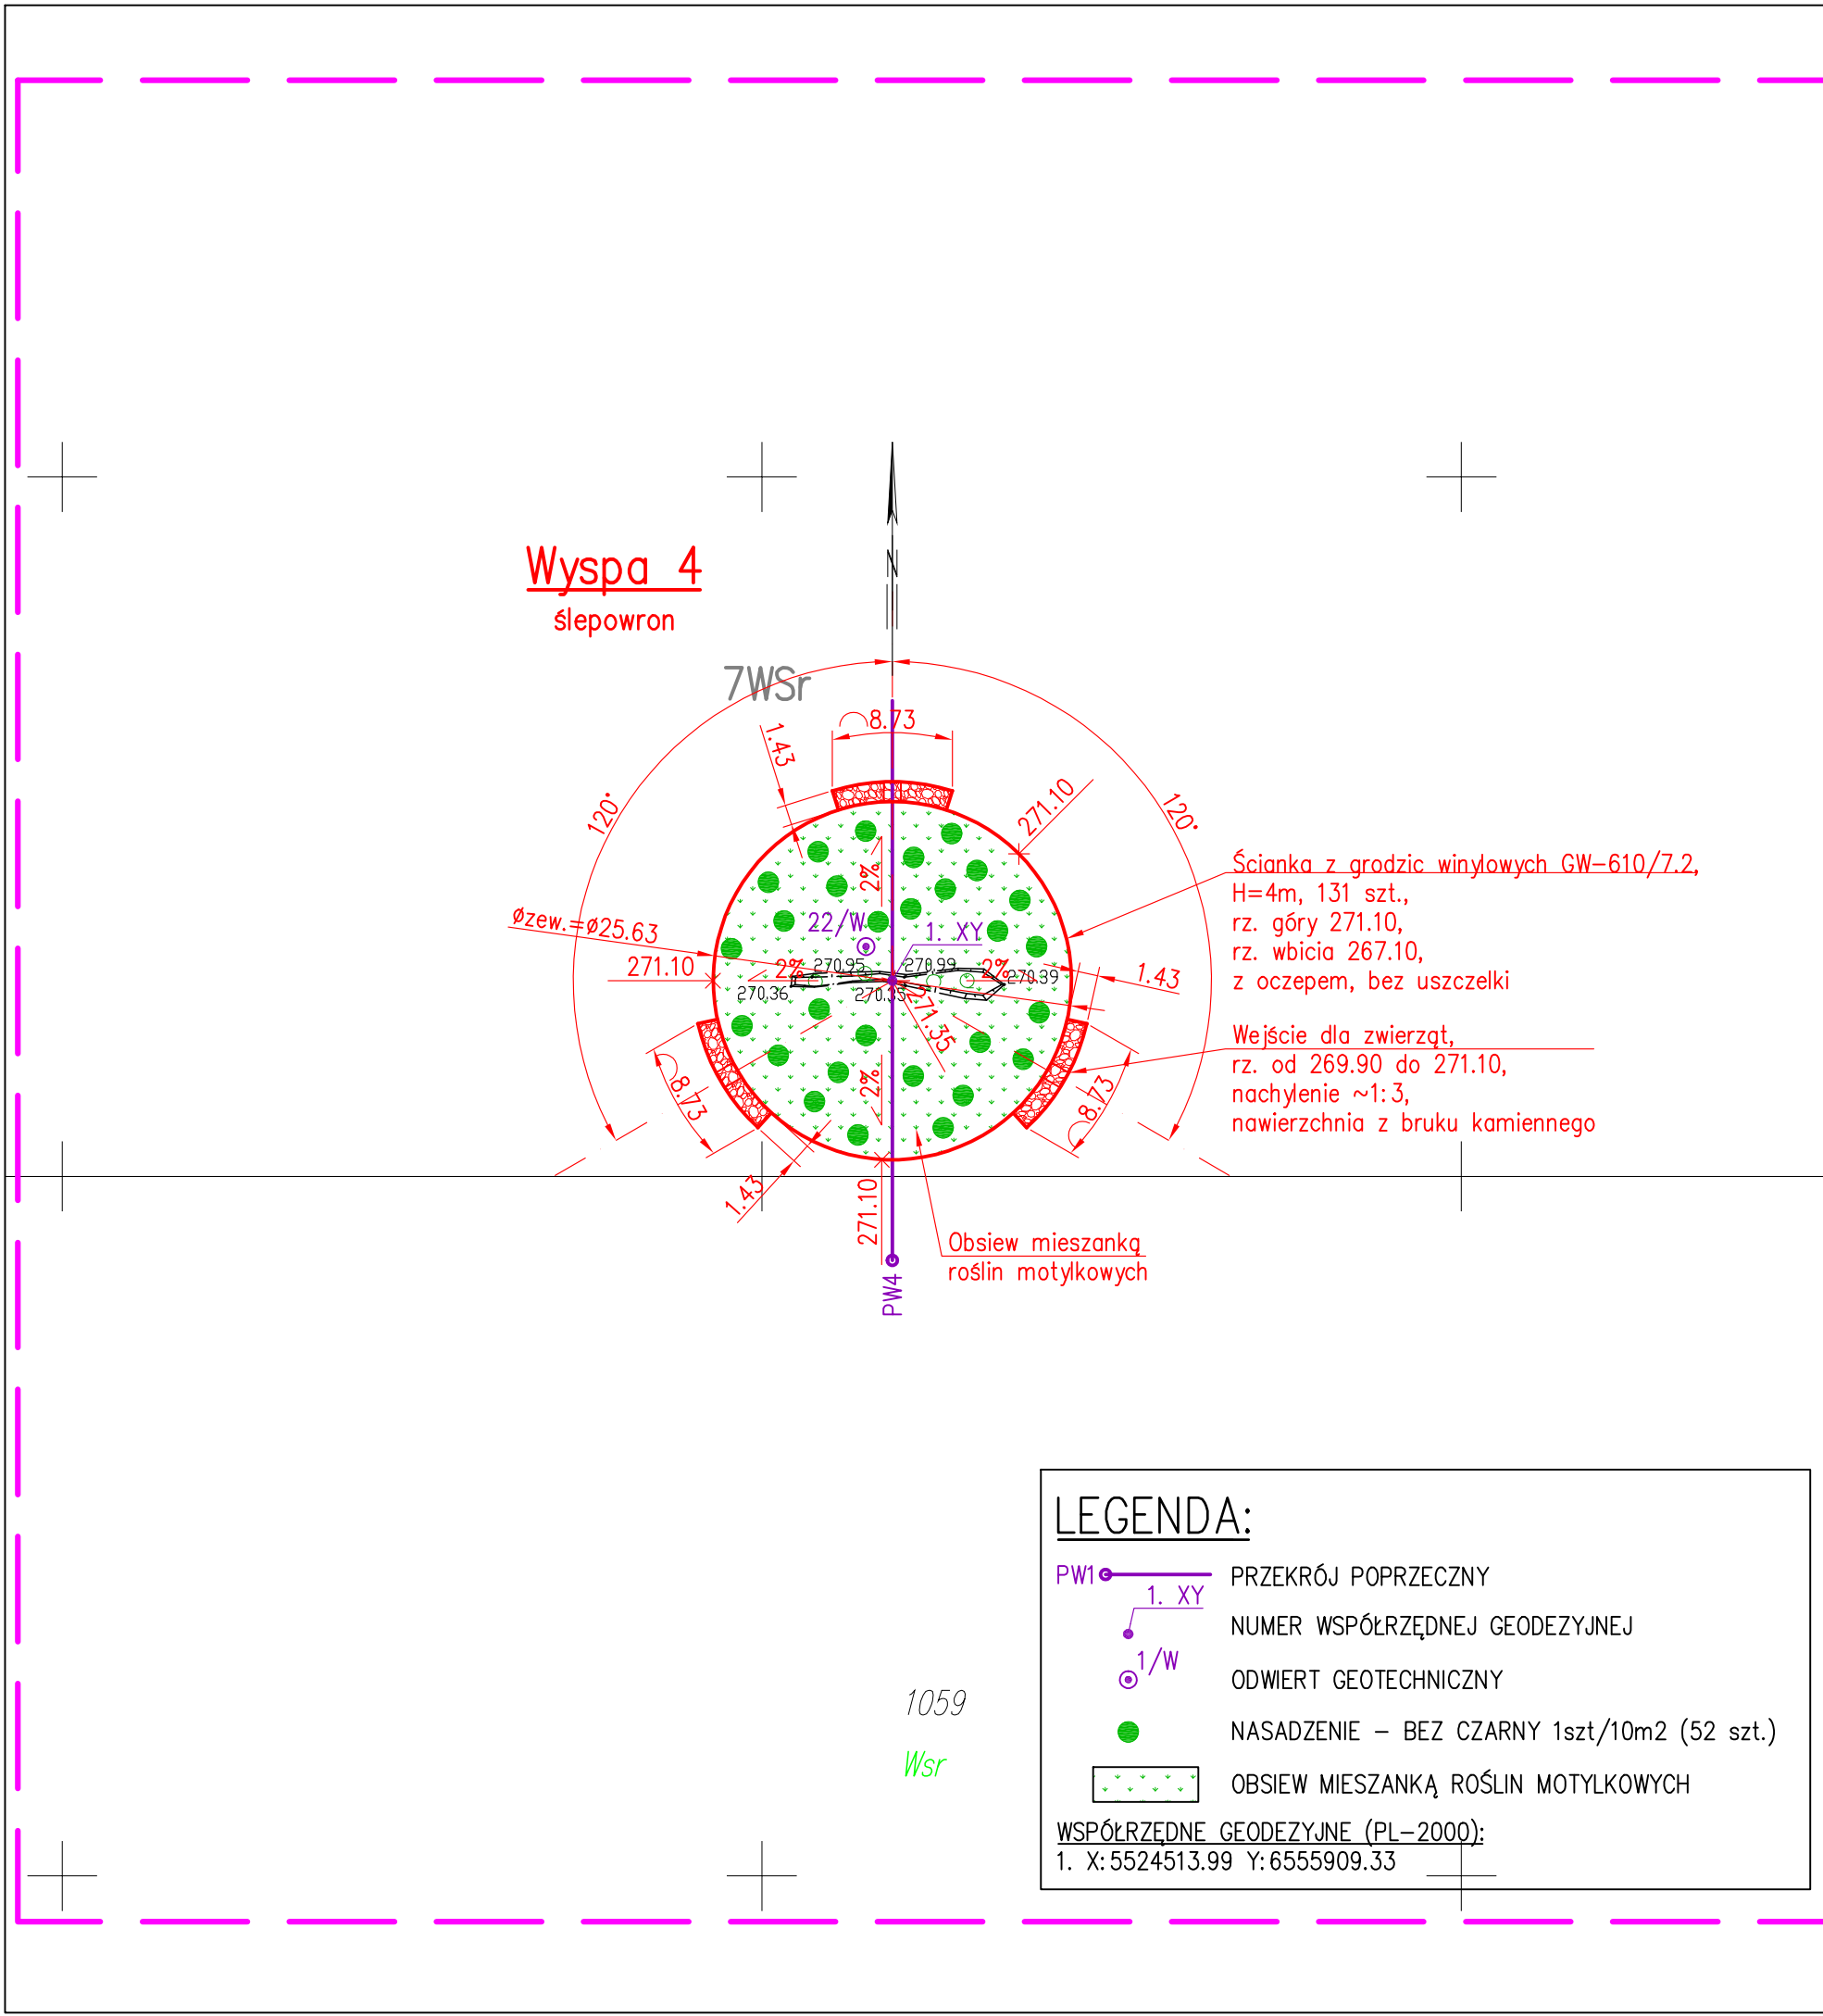 Wyspa 4
ślepowron
N
7WSr
8.73
1.43
120°
120°
271.10
2%
Ścianka z grodzic winylowych GW-610/7.2,
H=4m, 131 szt.,
rz. góry 271.10,
rz. wbicia 267.10,
z oczepem, bez uszczelki
øzew.=ø25.63
22/W
1. XY
271.10
2%
270.95
270.99
2%
270.39
1.43
270.36
270.35
271.35
Wejście dla zwierząt,
rz. od 269.90 do 271.10,
nachylenie ~1:3,
nawierzchnia z bruku kamiennego
8.73
2%
8.73
1.43
271.10
Obsiew mieszanką
roślin motylkowych
PW4
LEGENDA:
PW1 PRZEKRÓJ POPRZECZNY
1. XY
NUMER WSPÓŁRZĘDNEJ GEODEZYJNEJ
1/W
ODWIERT GEOTECHNICZNY
NASADZENIE - BEZ CZARNY 1szt/10m2 (52 szt.)
OBSIEW MIESZANKĄ ROŚLIN MOTYLKOWYCH
WSPÓŁRZĘDNE GEODEZYJNE (PL-2000):
1. X:5524513.99 Y:6555909.33
1059
Wsr